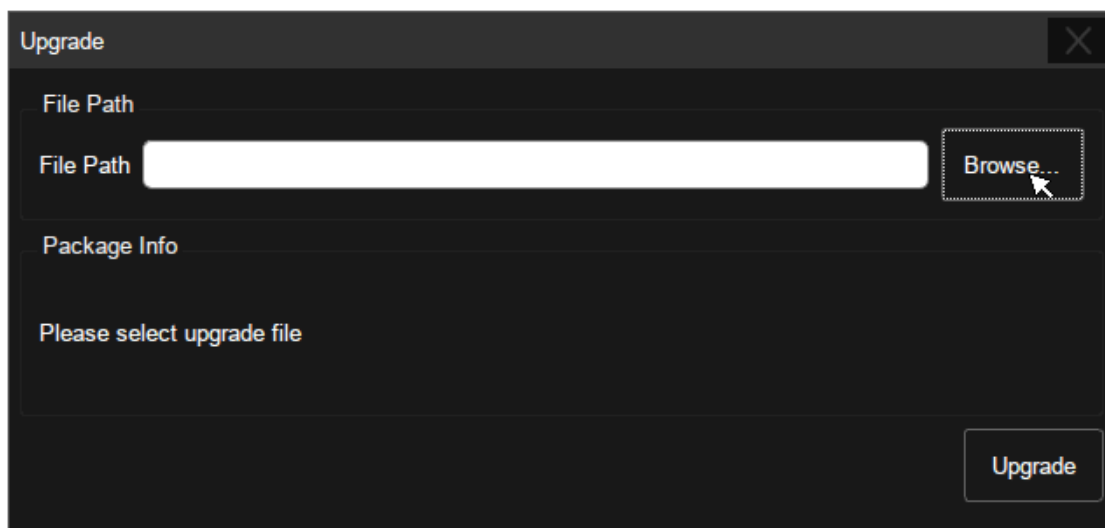 Upgrade
File Path
File Path Browse...
Package Info
Please select upgrade file
Upgrade